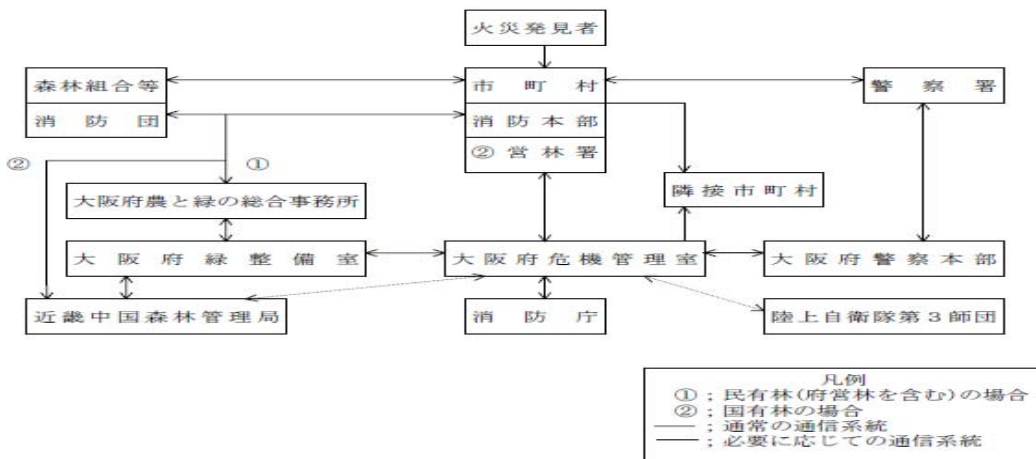 火災発見者
森林組合等
市町村
警察署
消防団
消防本部
②営林署
②
①
隣接市町村
大阪府農と緑の総合事務所
大阪府緑整備室
大阪府危機管理室
大阪府警察本部
近畿中国森林管理局
消防庁
陸上自衛隊第3師団
凡例
①;民有林(府営林を含む)の場合
②;国有林の場合
;通常の通信系統
;必要に応じての通信系統